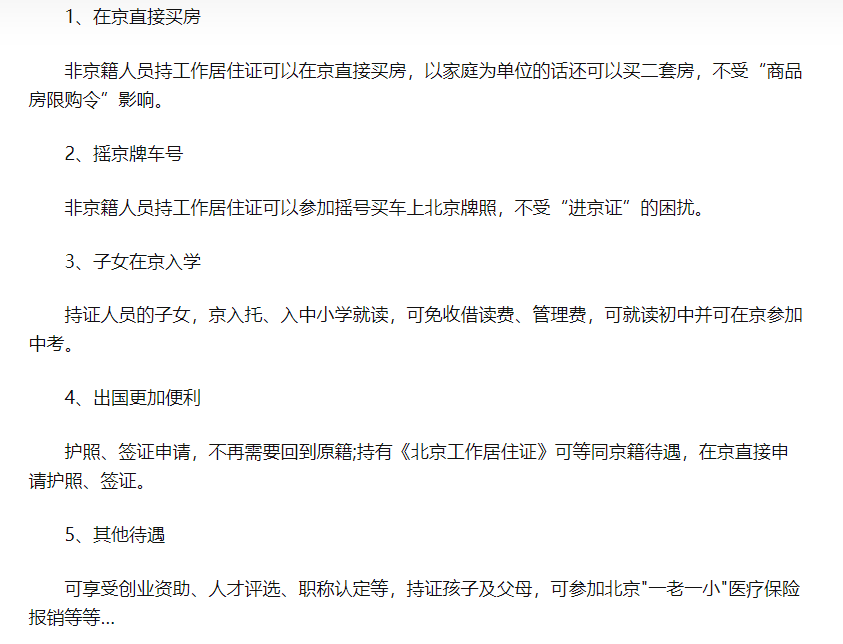 1、在京直接买房
非京籍人员持工作居住证可以在京直接买房，以家庭为单位的话还可以买二套房，不受“商品
房限购令”影响。
2、摇京牌车号
非京籍人员持工作居住证可以参加摇号买车上北京牌照，不受“进京证”的困扰。
3、子女在京入学
持证人员的子女，京入托、入中小学就读，可免收借读费、管理费，可就读初中并可在京参加
中考。
4、出国更加便利
护照、签证申请，不再需要回到原籍;持有《北京工作居住证》可等同京籍待遇，在京直接申
请护照、签证。
5、其他待遇
可享受创业资助、人才评选、职称认定等，持证孩子及父母，可参加北京"一老一小"医疗保险
报销等等...